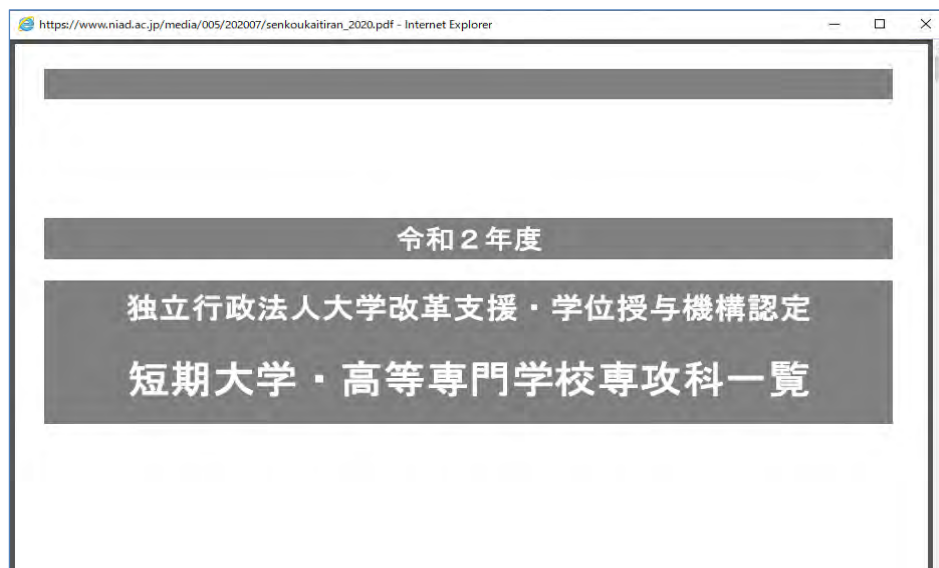 https://www.niad.ac.jp/media/005/202007/senkoukaitiran_2020.pdf - Internet Explorer
令和２年度
独立行政法人大学改革支援・学位授与機構認定
短期大学・高等専門学校専攻科一覧